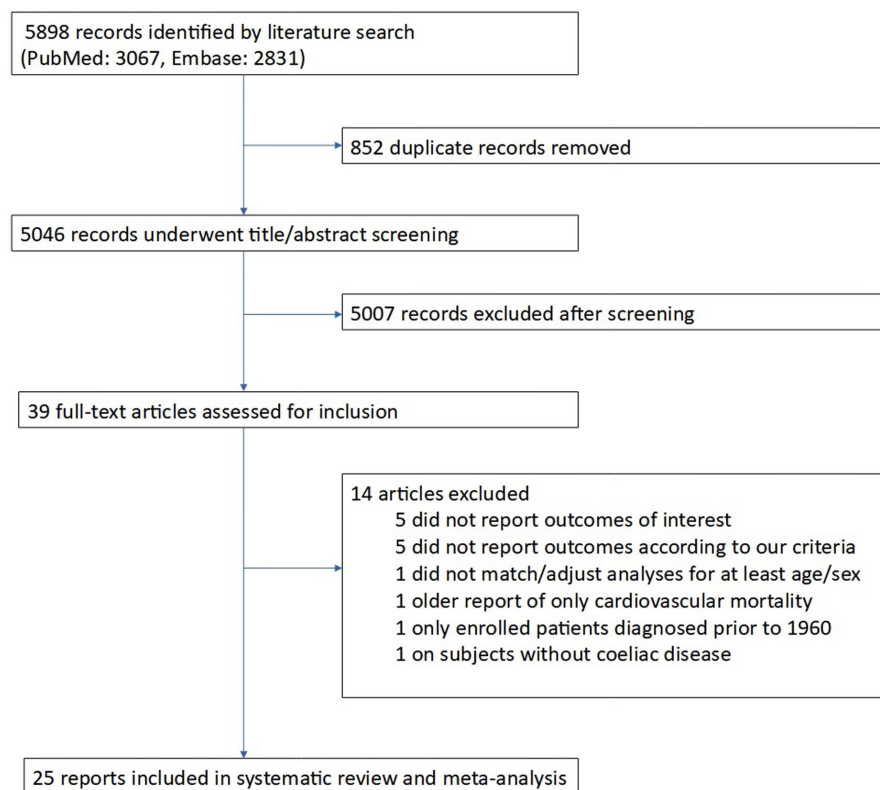 5898 records identified by literature search
(PubMed: 3067, Embase: 2831)
852 duplicate records removed
5046 records underwent title/abstract screening
5007 records excluded after screening
39 full-text articles assessed for inclusion
14 articles excluded
5 did not report outcomes of interest
5 did not report outcomes according to our criteria
1 did not match/adjust analyses for at least age/sex
1 older report of only cardiovascular mortality
1 only enrolled patients diagnosed prior to 1960
1 on subjects without coeliac disease
25 reports included in systematic review and meta-analysis